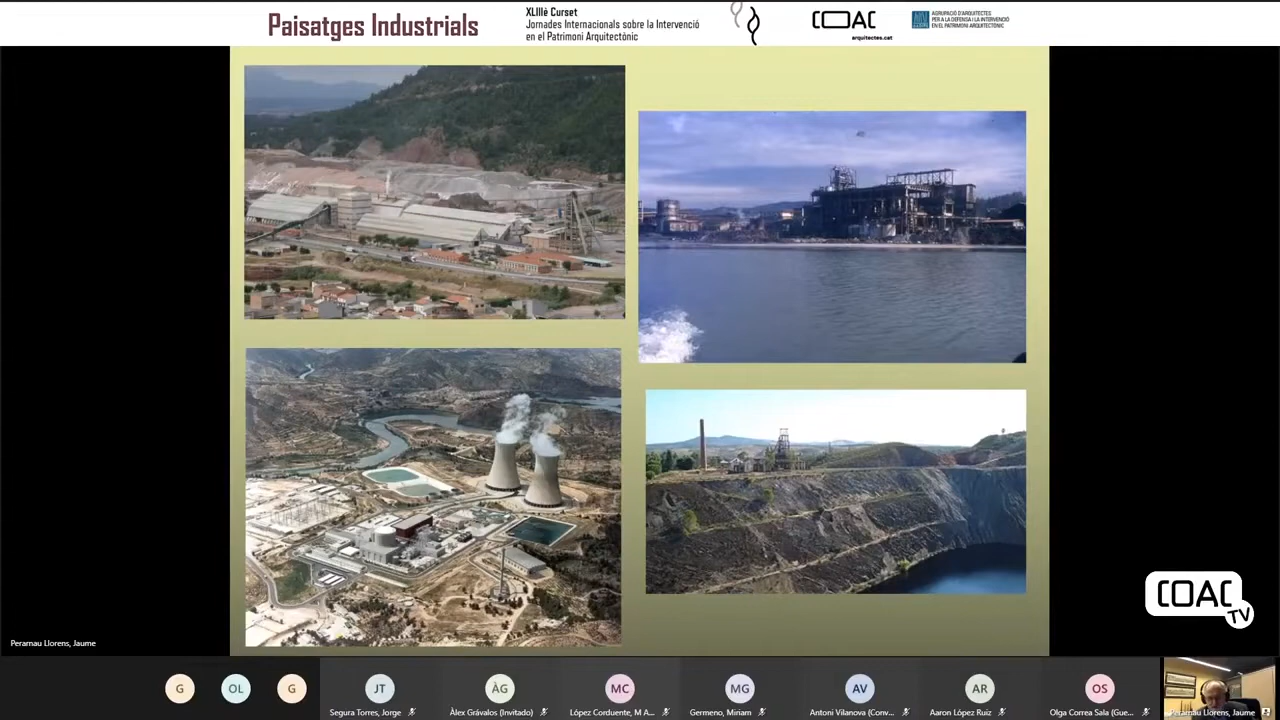 Paisatges Industrials
XLIIIè Curset
Jornades Internacionals sobre la Intervenció
en el Patrimoni Arquitectònic
COAC
arquitectes.cat
AGRUPACIÓ D'ARQUITECTES
PER A LA DEFENSA I LA INTERVENCIÓ
EN EL PATRIMONI ARQUITECTÒNIC
COAC
TV
Peramau Llorens, Jaume
G
OL
G
JT
Segura Torres, Jorge
ÀG
Àlex Grávalos (Invitado)
MC
López Corduente, M A...
MG
Germeno, Miriam
AV
Antoni Vilanova (Conv...
AR
Aaron López Ruiz
OS
Olga Correa Sala (Gue...
Peramau Llorens, Jaume